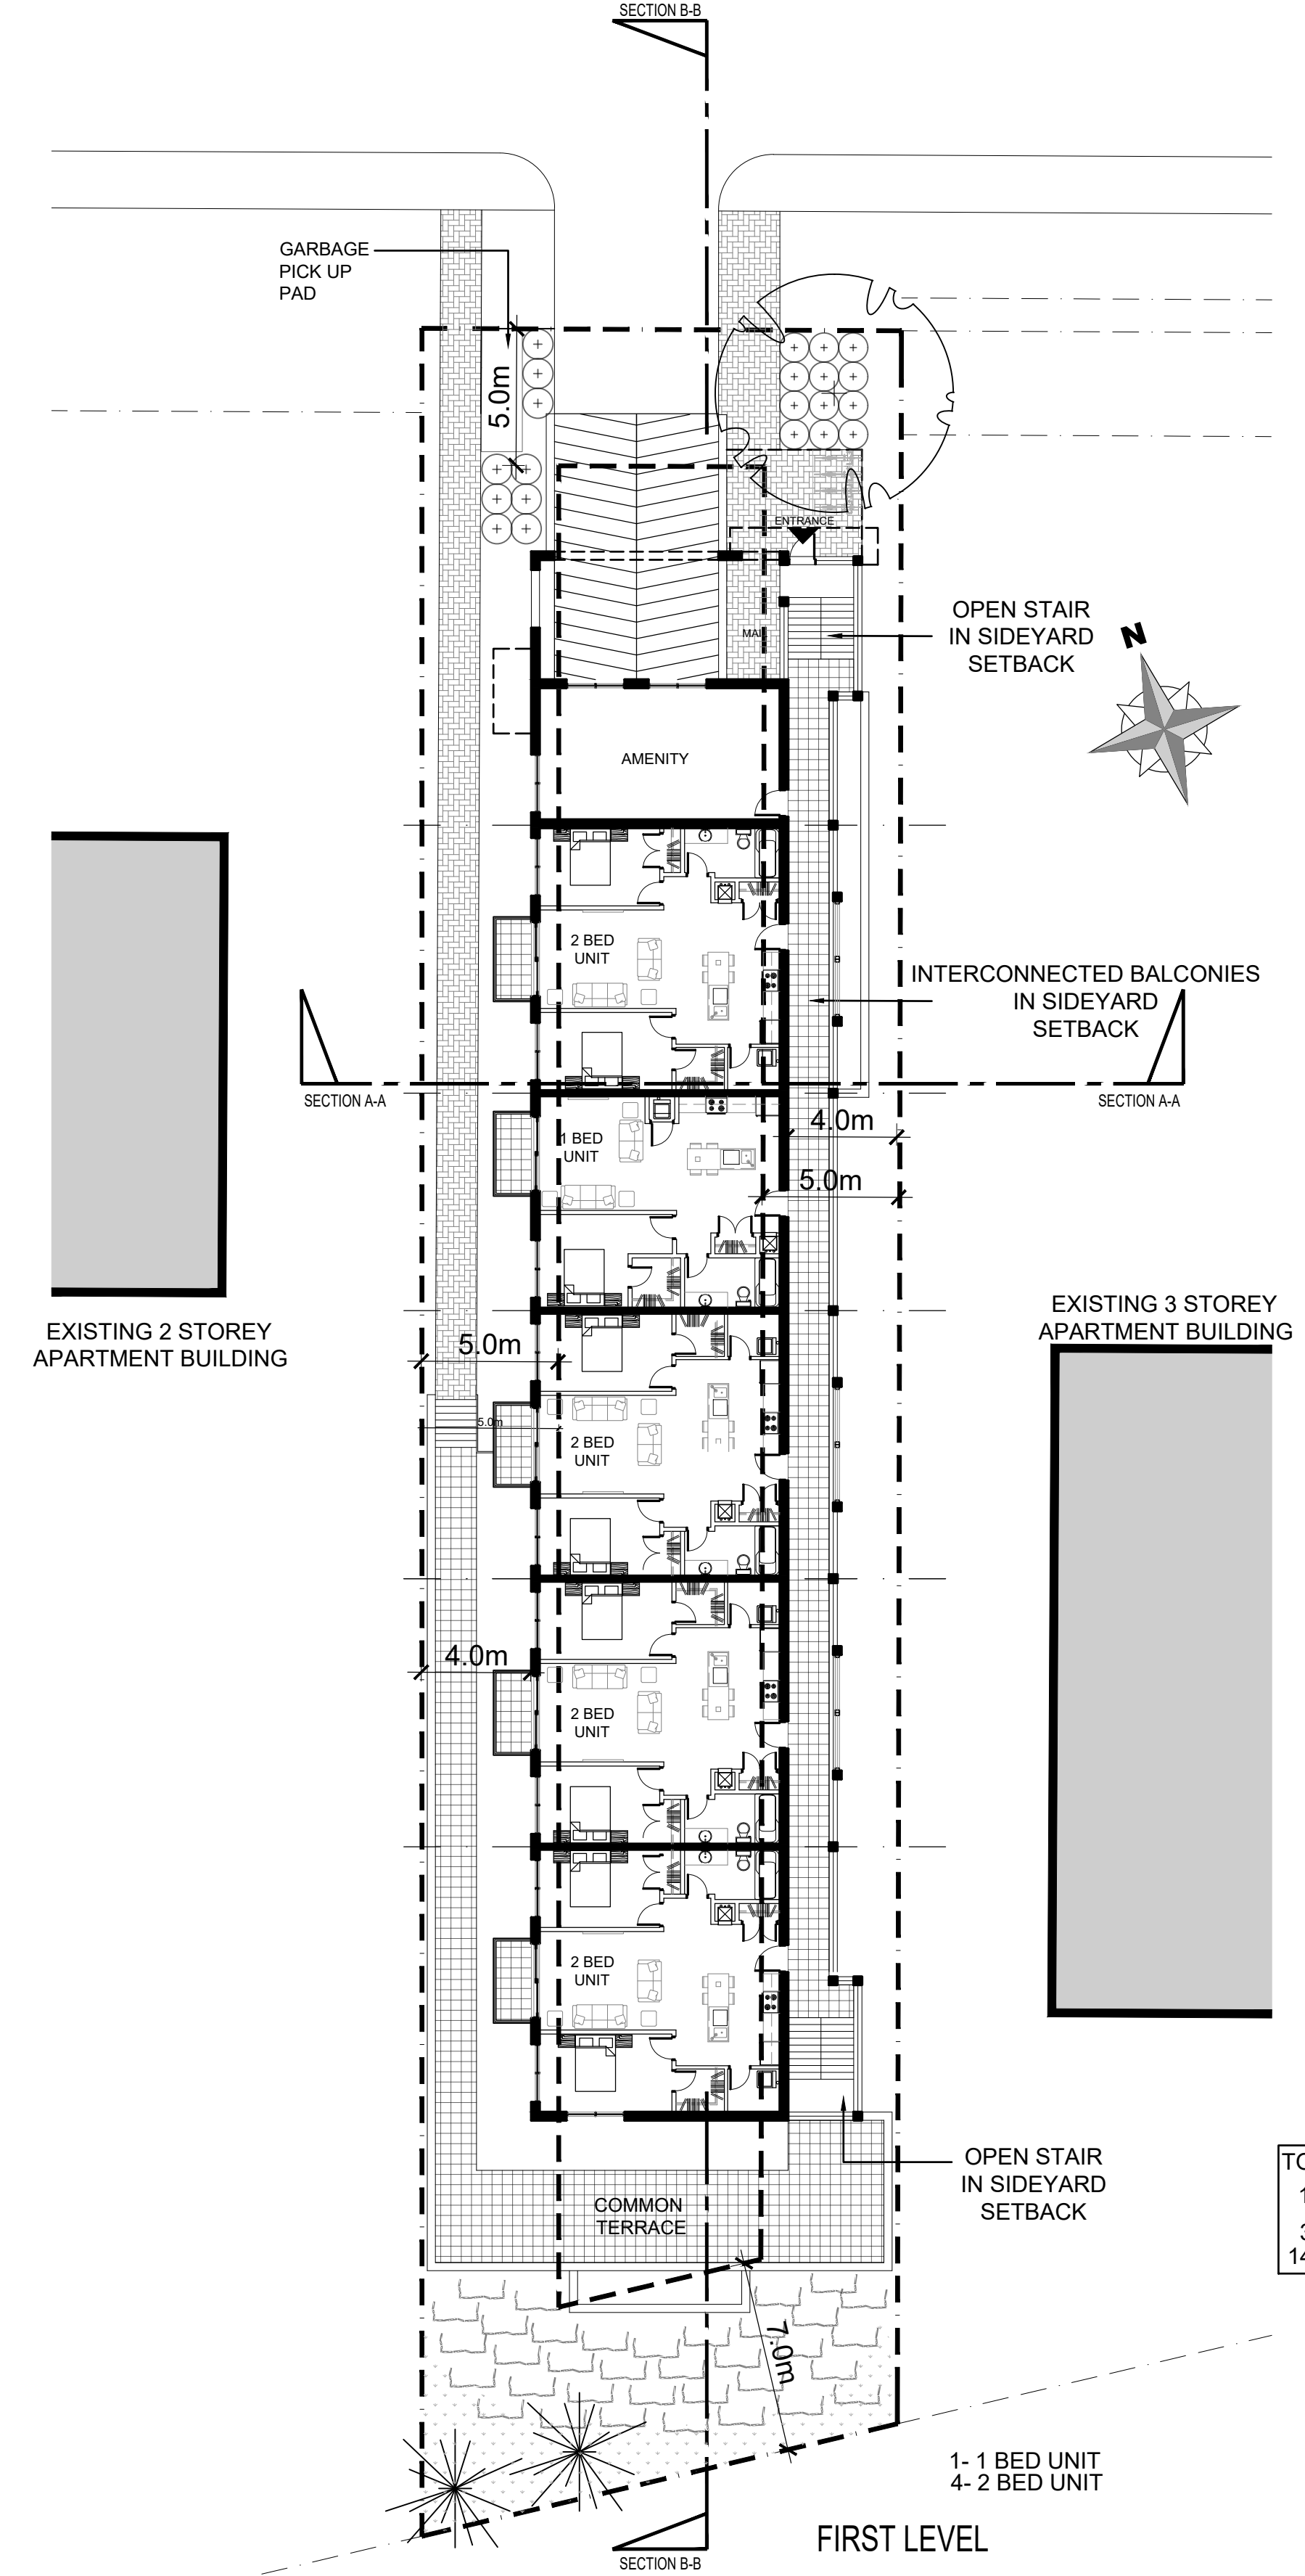 SECTION B-B
GARBAGE
PICK UP
PAD
5.0m
ENTRANCE
OPEN STAIR
IN SIDEYARD
SETBACK
N
AMENITY
2 BED
UNIT
INTERCONNECTED BALCONIES
IN SIDEYARD
SETBACK
SECTION A-A
SECTION A-A
4.0m
1 BED
UNIT
5.0m
EXISTING 2 STOREY
APARTMENT BUILDING
EXISTING 3 STOREY
APARTMENT BUILDING
5.0m
5.0m
2 BED
UNIT
4.0m
2 BED
UNIT
2 BED
UNIT
OPEN STAIR
IN SIDEYARD
SETBACK
COMMON
TERRACE
7.0m
1- 1 BED UNIT
4- 2 BED UNIT
FIRST LEVEL
SECTION B-B